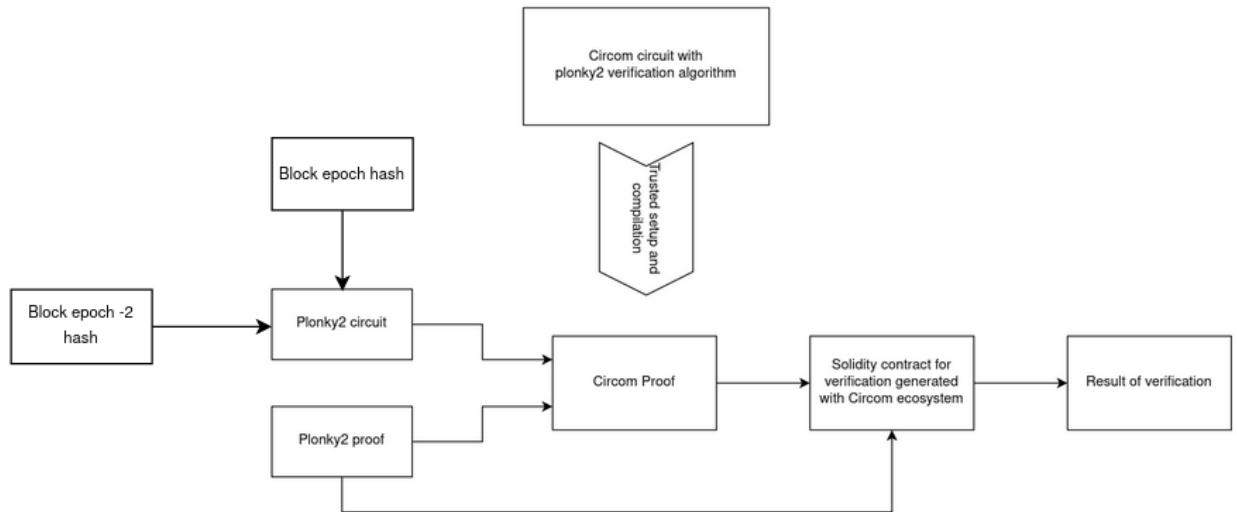 Circom circuit with
plonky2 verification algorithm
Block epoch hash
Trusted setup and
compilation
Block epoch -2
hash
Plonky2 circuit
Circom Proof
Solidity contract for
verification generated
with Circom ecosystem
Result of verification
Plonky2 proof